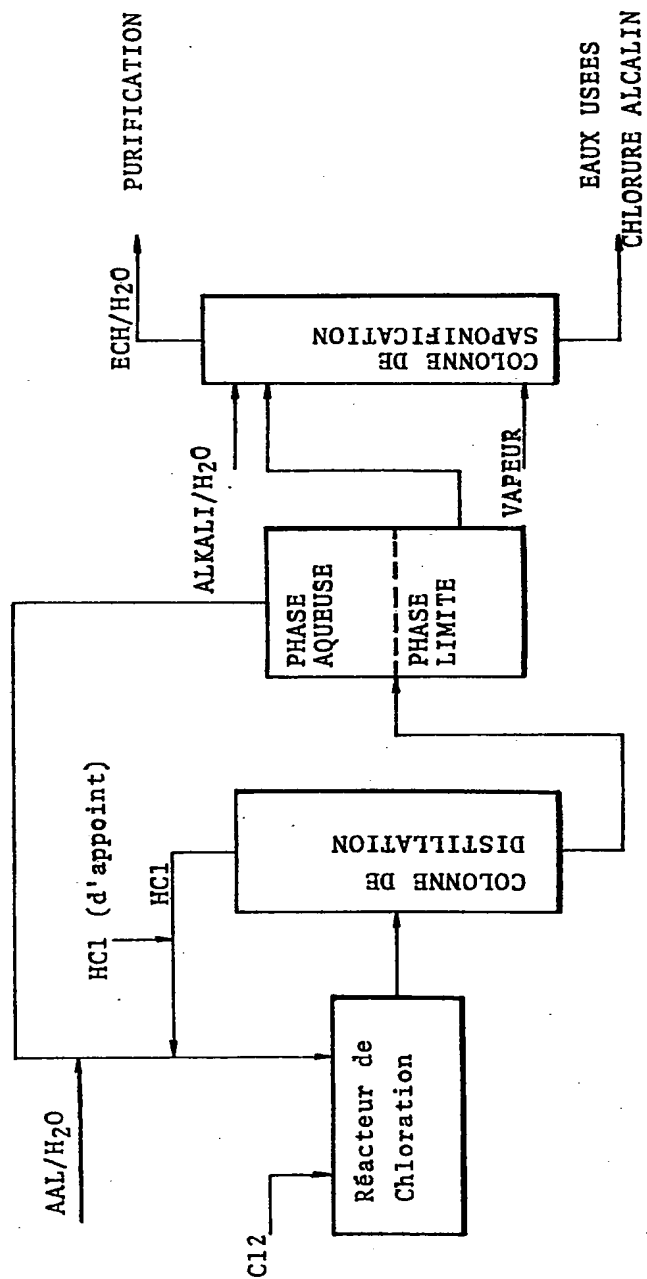 AAL/H2O
HCl (d'appoint)
HCl
Cl2
Réacteur de
Chloration
COLONNE DE
DISTILLATION
PHASE
AQUEUSE
PHASE
LIMITE
ALKALI/H2O
VAPEUR
COLONNE DE
SAPONIFICATION
ECH/H2O
PURIFICATION
EAUX USEES
CHLORURE ALCALIN